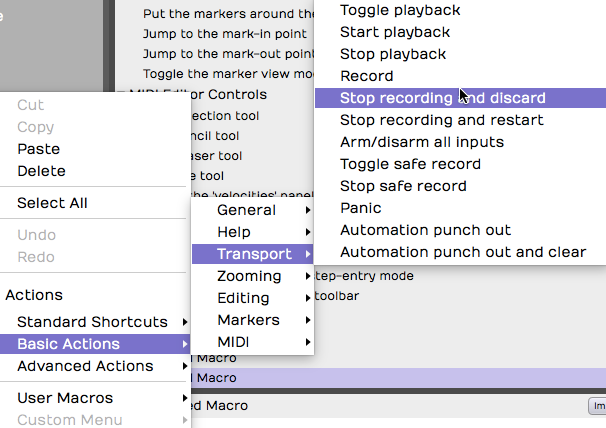 Put the markers around the
Jump to the mark-in point
Jump to the mark-out point
Toggle the marker view mo
MIDI Editor Controls
ection tool
ncil tool
aser tool
e tool
the 'velocities' panel
tep-entry mode
toolbar
Macro
Macro
ed Macro
Im
Cut
Copy
Paste
Delete
Select All
Undo
Redo
Actions
Standard Shortcuts
Basic Actions
Advanced Actions
User Macros
Custom Menu
General
Help
Transport
Zooming
Editing
Markers
MIDI
Toggle playback
Start playback
Stop playback
Record
Stop recording and discard
Stop recording and restart
Arm/disarm all inputs
Toggle safe record
Stop safe record
Panic
Automation punch out
Automation punch out and clear